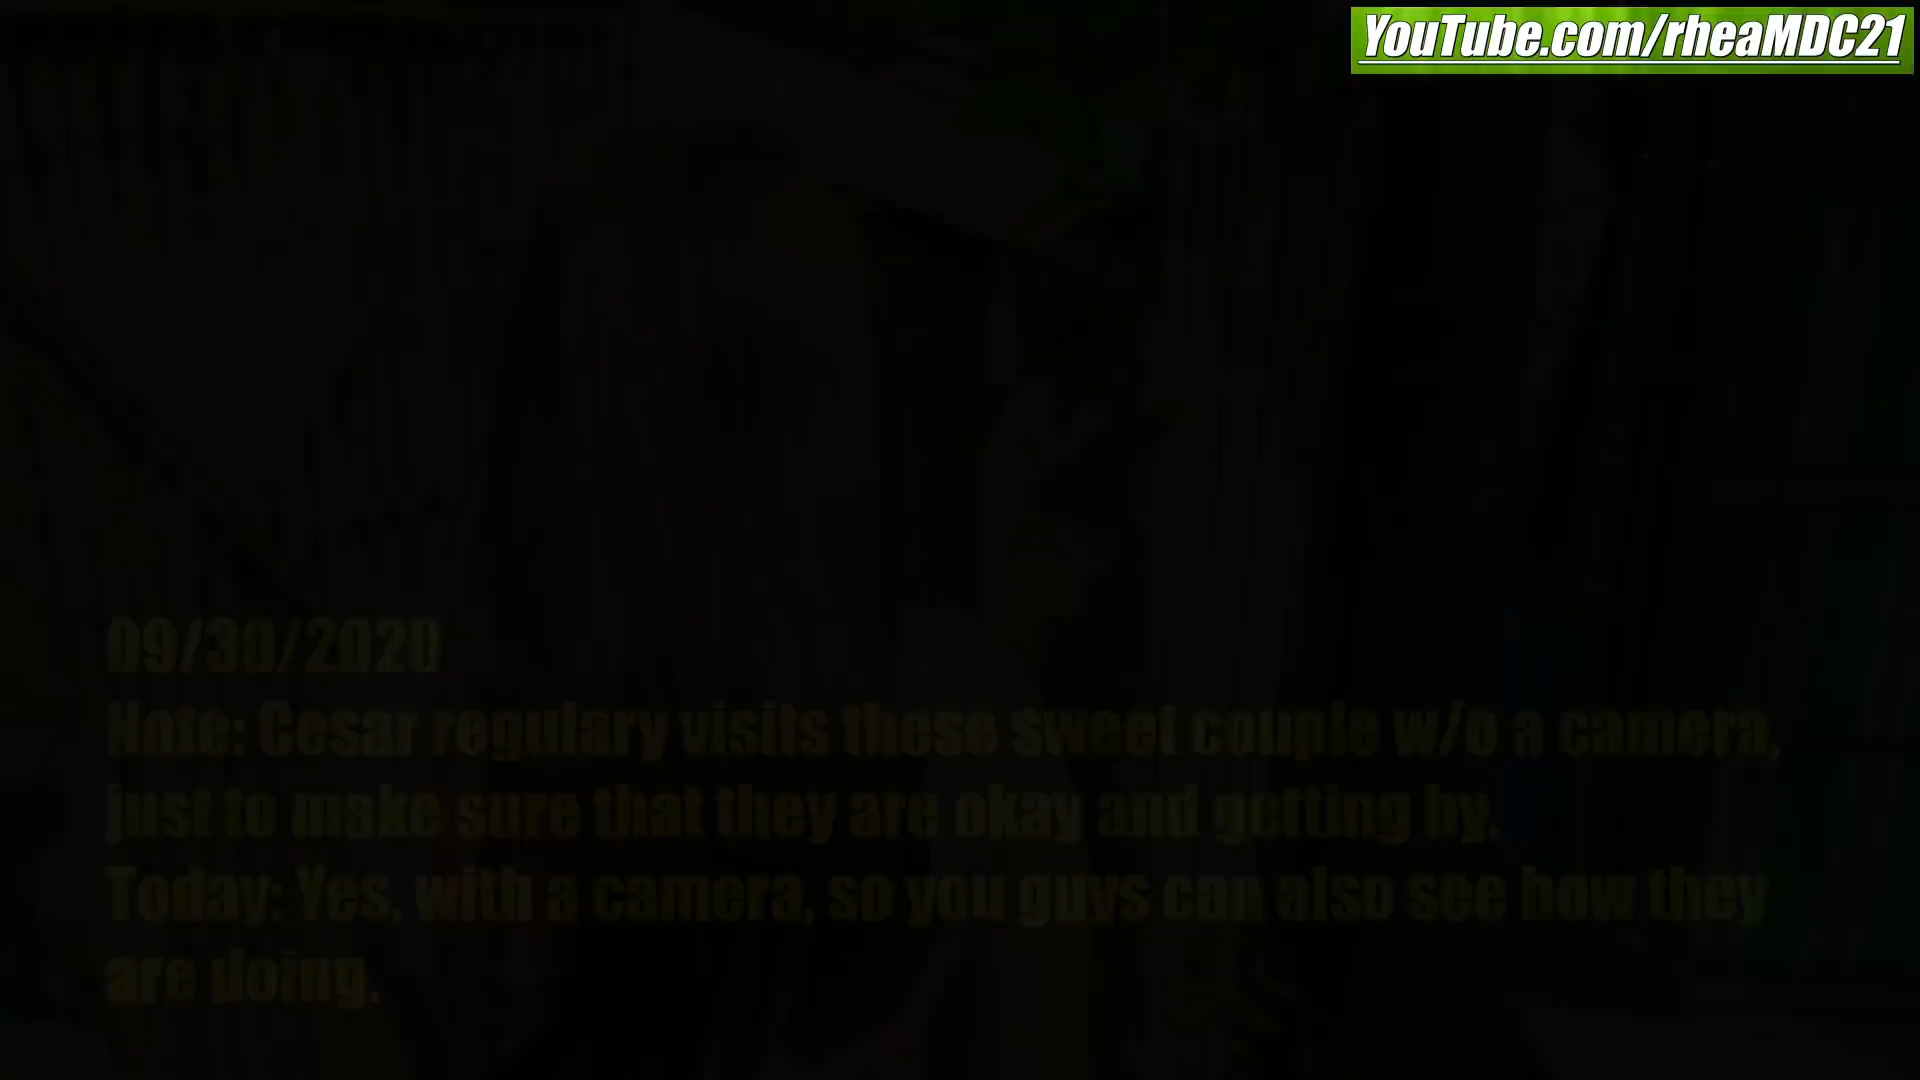 YouTube.com/rheaMDC21
09/30/2020
Note: Cesar regulary visits these sweet couple w/o a camera,
just to make sure that they are okay and getting by.
Today: Yes, with a camera, so you guys can also see how they
are doing.